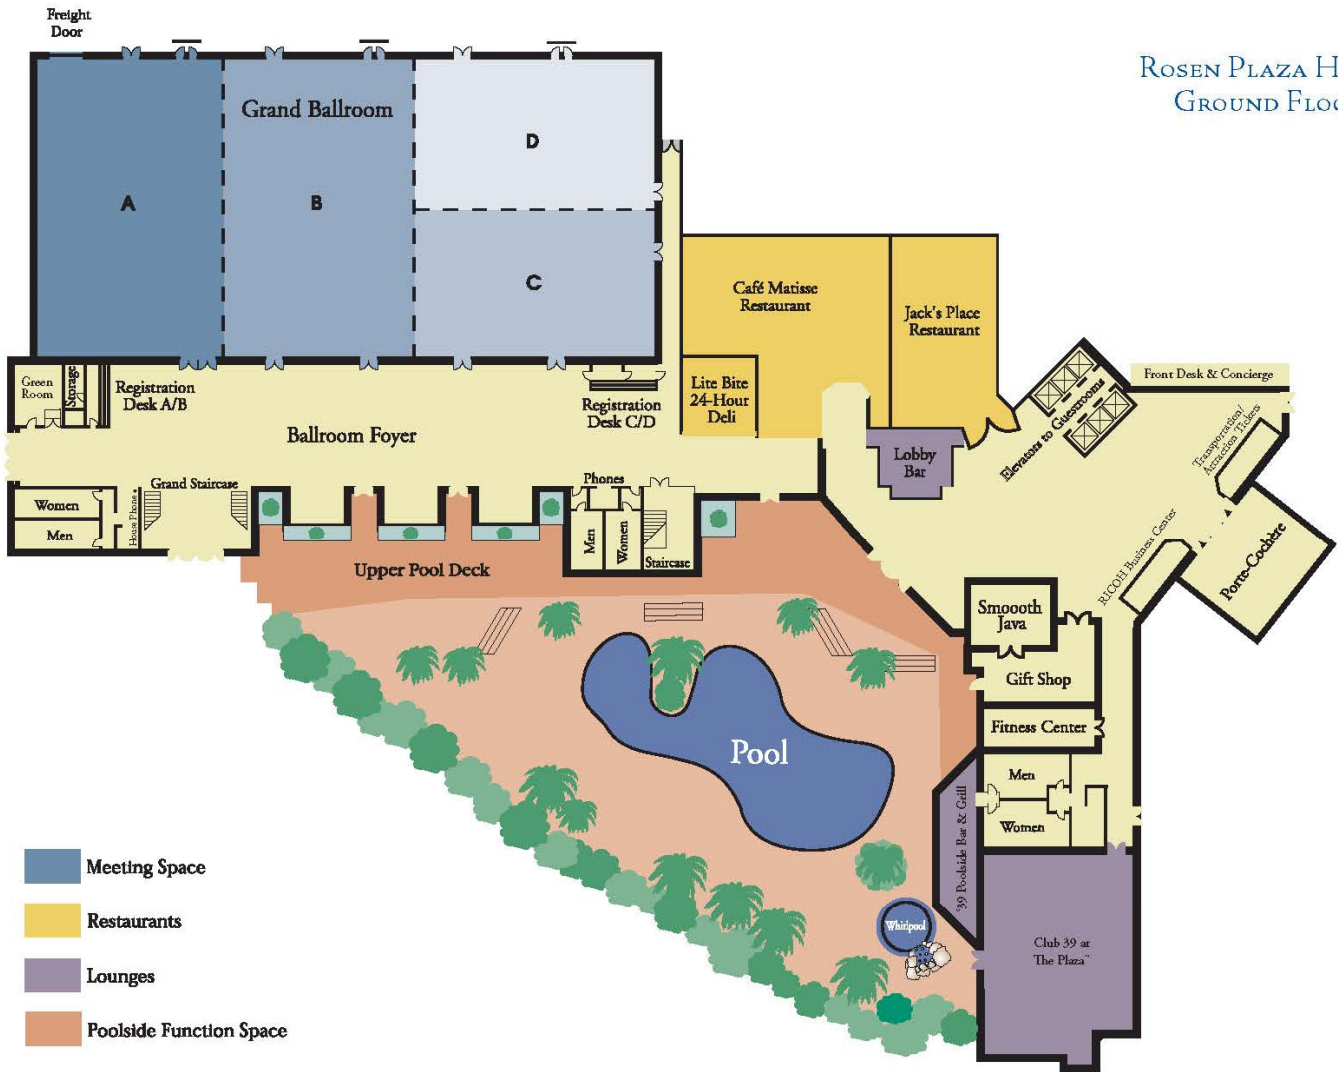 Freight
Door
ROSEN PLAZA H
GROUND FLOO
Grand Ballroom
A
B
D
C
Café Matisse
Restaurant
Jack's Place
Restaurant
Lite Bite
24-Hour
Deli
Green
Room
Storage
Registration
Desk A/B
Registration
Desk C/D
Ballroom Foyer
Lobby
Bar
Elevators to Guestrooms
Front Desk & Concierge
Transportation/
Attraction Tickets
Women
Men
House Phone
Grand Staircase
Phones
Men
Women
Staircase
Upper Pool Deck
RICOH Business Center
Porte-Cochère
Smoooth
Java
Gift Shop
Fitness Center
Pool
Men
Women
'39 Poolside Bar & Grill
Whirlpool
Club 39 at
The Plaza™
Meeting Space
Restaurants
Lounges
Poolside Function Space